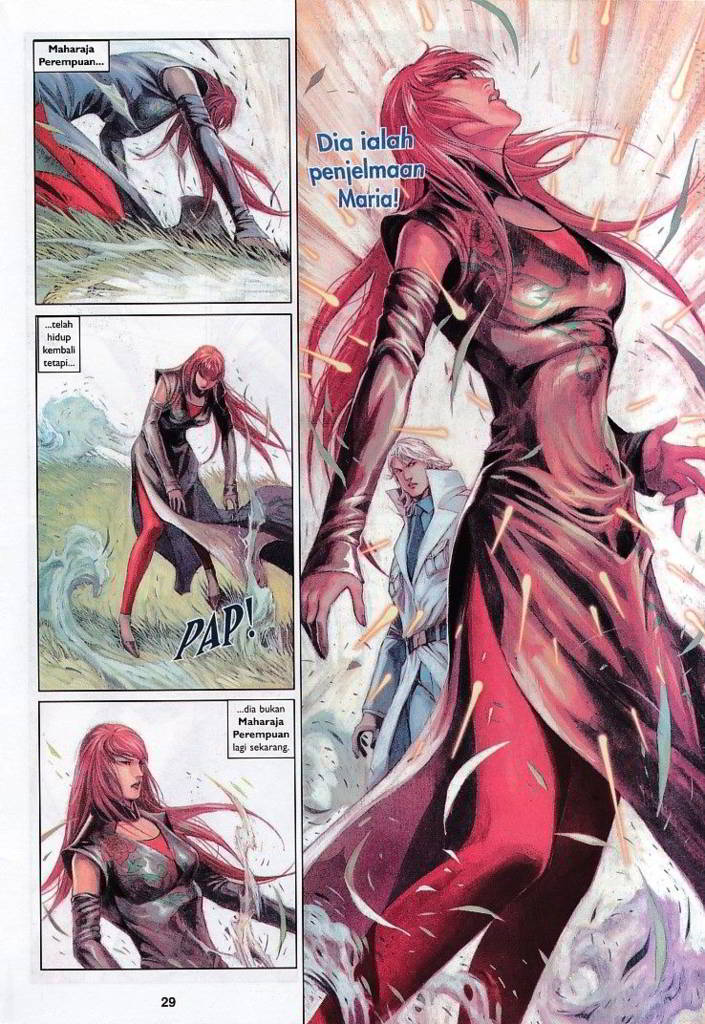 Maharaja
Perempuan...
...telah
hidup
kembali
tetapi...
PAP!
...dia bukan
Maharaja
Perempuan
lagi sekarang.
Dia ialah
penjelmaan
Maria!
29